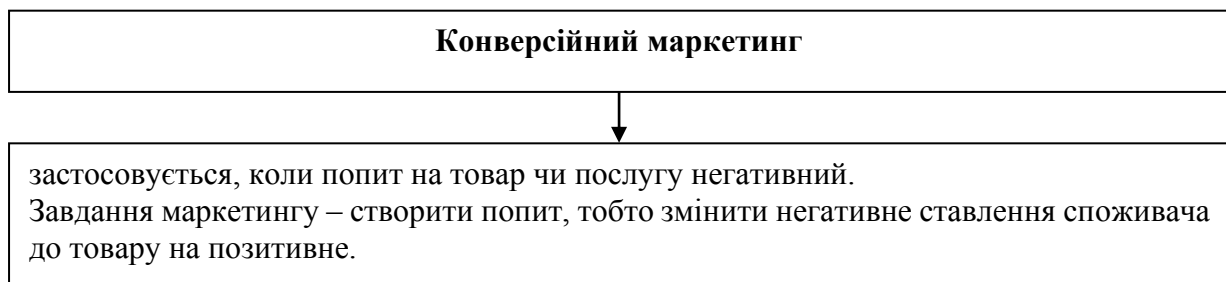 Конверсійний маркетинг
застосовується, коли попит на товар чи послугу негативний.
Завдання маркетингу – створити попит, тобто змінити негативне ставлення споживача
до товару на позитивне.